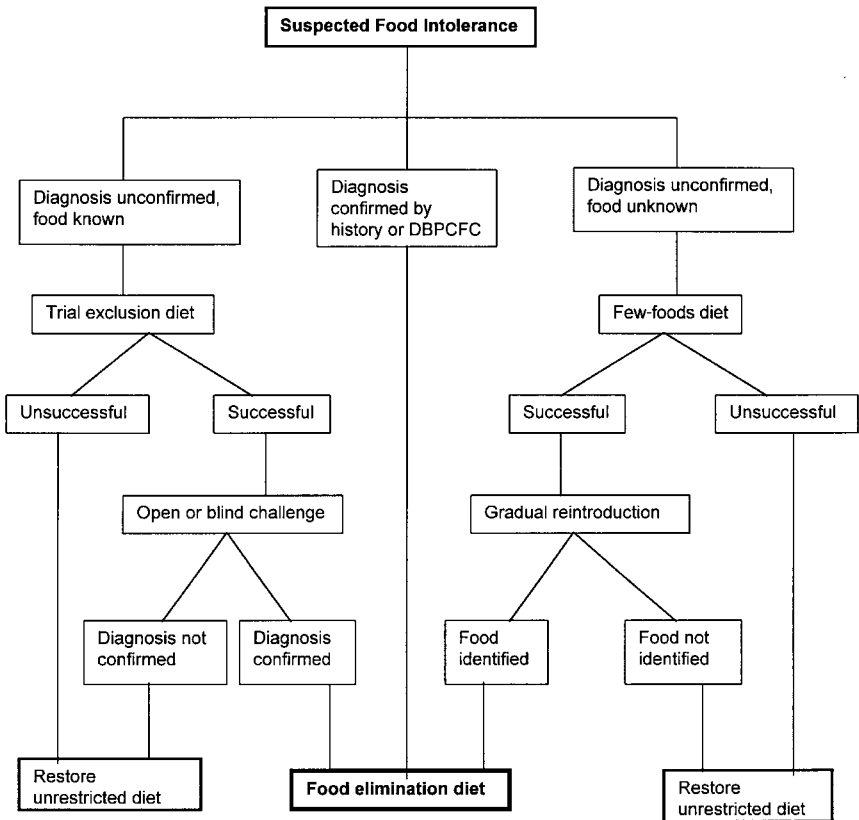 Suspected Food Intolerance
Diagnosis unconfirmed,
food known
Diagnosis
confirmed by
history or DBPCFC
Diagnosis unconfirmed,
food unknown
Trial exclusion diet
Few-foods diet
Unsuccessful
Successful
Successful
Unsuccessful
Open or blind challenge
Gradual reintroduction
Diagnosis not
confirmed
Diagnosis
confirmed
Food
identified
Food not
identified
Restore
unrestricted diet
Food elimination diet
Restore
unrestricted diet